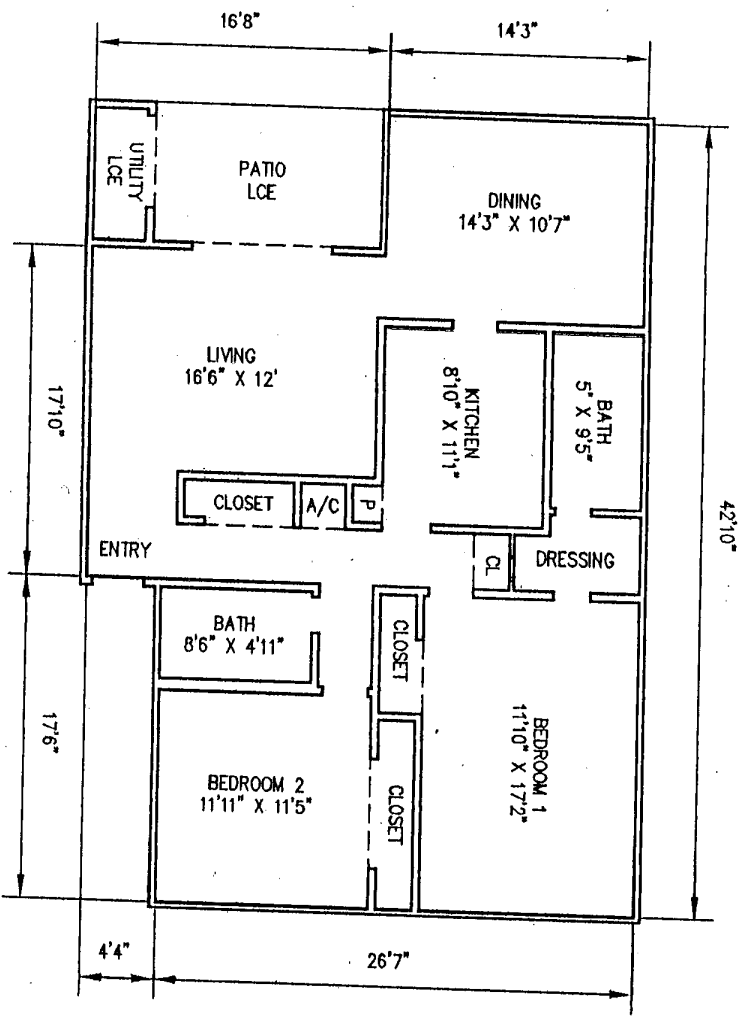 16'8"
14'3"
UTILITY
LCE
PATIO
LCE
DINING
14'3" X 10'7"
LIVING
16'6" X 12'
KITCHEN
8'10" X 11'1"
BATH
5" X 9'5"
17'10"
42'10"
CLOSET
A/C
P
ENTRY
CL
DRESSING
BATH
8'6" X 4'11"
CLOSET
BEDROOM 1
11'10" X 17'2"
17'6"
BEDROOM 2
11'11" X 11'5"
CLOSET
4'4"
26'7"